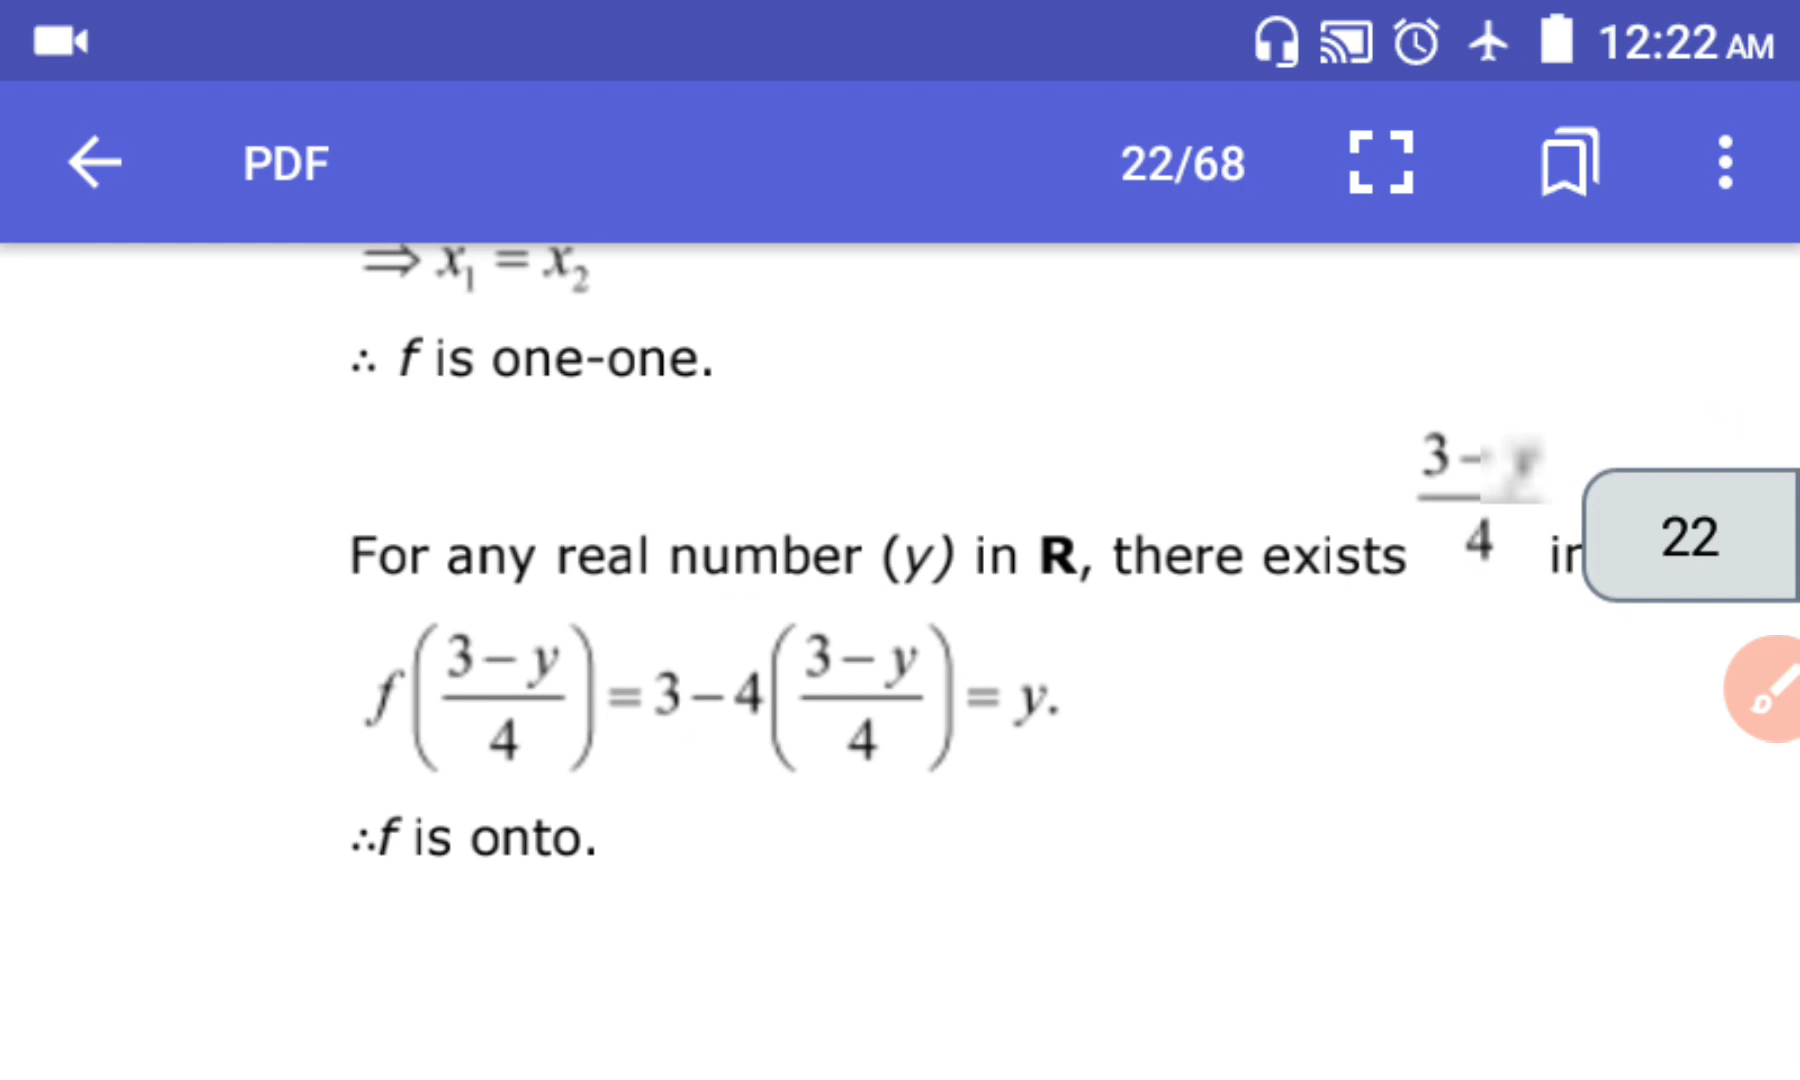 12:22 AM
PDF 22/68
⇒ x₁ = x₂
∴ f is one-one.
For any real number (y) in R, there exists (3 − y)/4
22
f((3 − y)/4) = 3 − 4((3 − y)/4) = y.
∴f is onto.